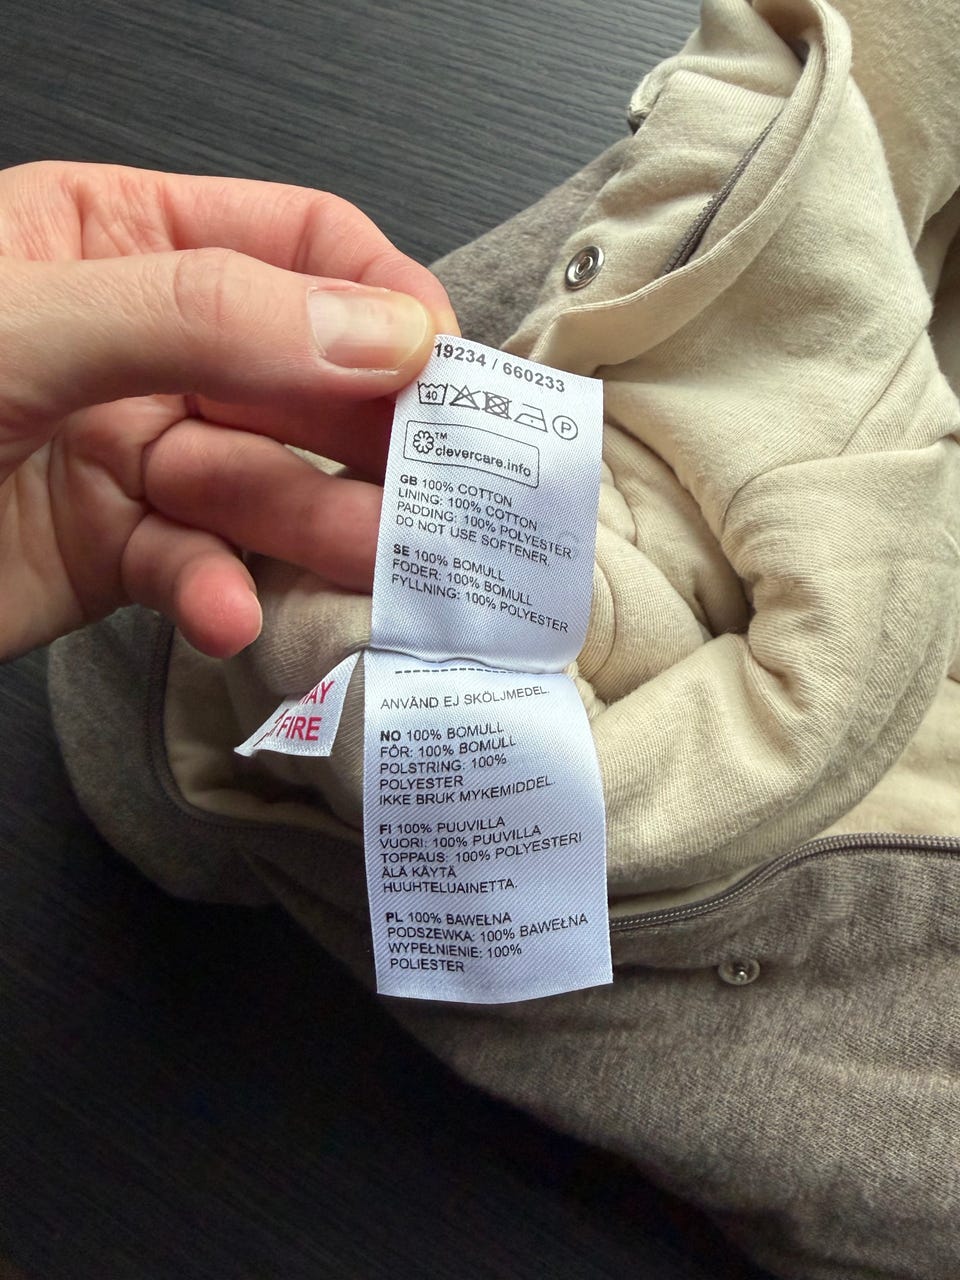 19234 / 660233
40
P
TM
clevercare.info
GB 100% COTTON
LINING: 100% COTTON
PADDING: 100% POLYESTER
DO NOT USE SOFTENER.
SE 100% BOMULL
FODER: 100% BOMULL
FYLLNING: 100% POLYESTER
ANVÄND EJ SKÖLJMEDEL.
NO 100% BOMULL
FÔR: 100% BOMULL
POLSTRING: 100%
POLYESTER
IKKE BRUK MYKEMIDDEL.
FI 100% PUUVILLA
VUORI: 100% PUUVILLA
TOPPAUS: 100% POLYESTERI
ÄLÄ KÄYTÄ
HUUHTELUAINETTA.
PL 100% BAWEŁNA
PODSZEWKA: 100% BAWEŁNA
WYPEŁNIENIE: 100%
POLIESTER
FIRE